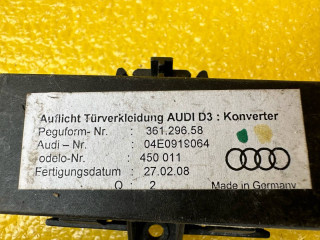 Auflicht Türverkleidung AUDI D3 : Konverter
Peguform- Nr. : 361.296.58
Audi – Nr. : 04E0919064
odelo-Nr. : 450 011
Fertigungsdatum : 27.02.08
Q : 2 Made in Germany